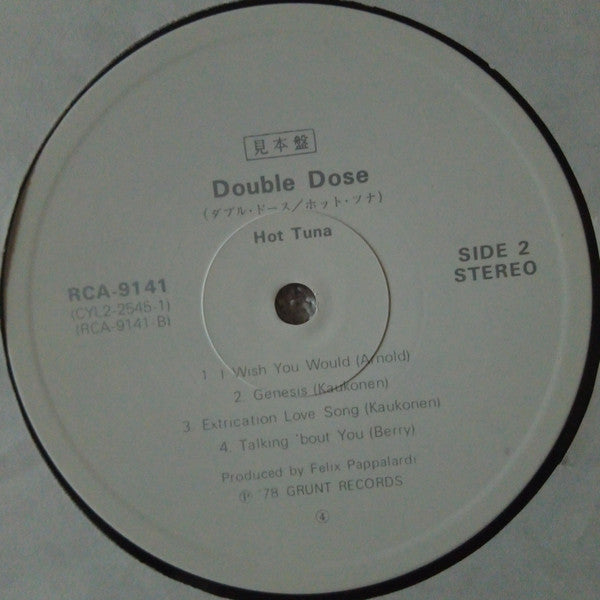 見本盤
Double Dose
(ダブル・ドース/ホット・ツナ)
Hot Tuna
RCA-9141
(CYL2-2545-1)
(RCA-9141 B)
SIDE 2
STEREO
1. I Wish You Would (Arnold)
2. Genesis (Kaukonen)
3. Extrication Love Song (Kaukonen)
4. Talking 'bout You (Berry)
Produced by Felix Pappalardi
Ⓟ '78 GRUNT RECORDS
④